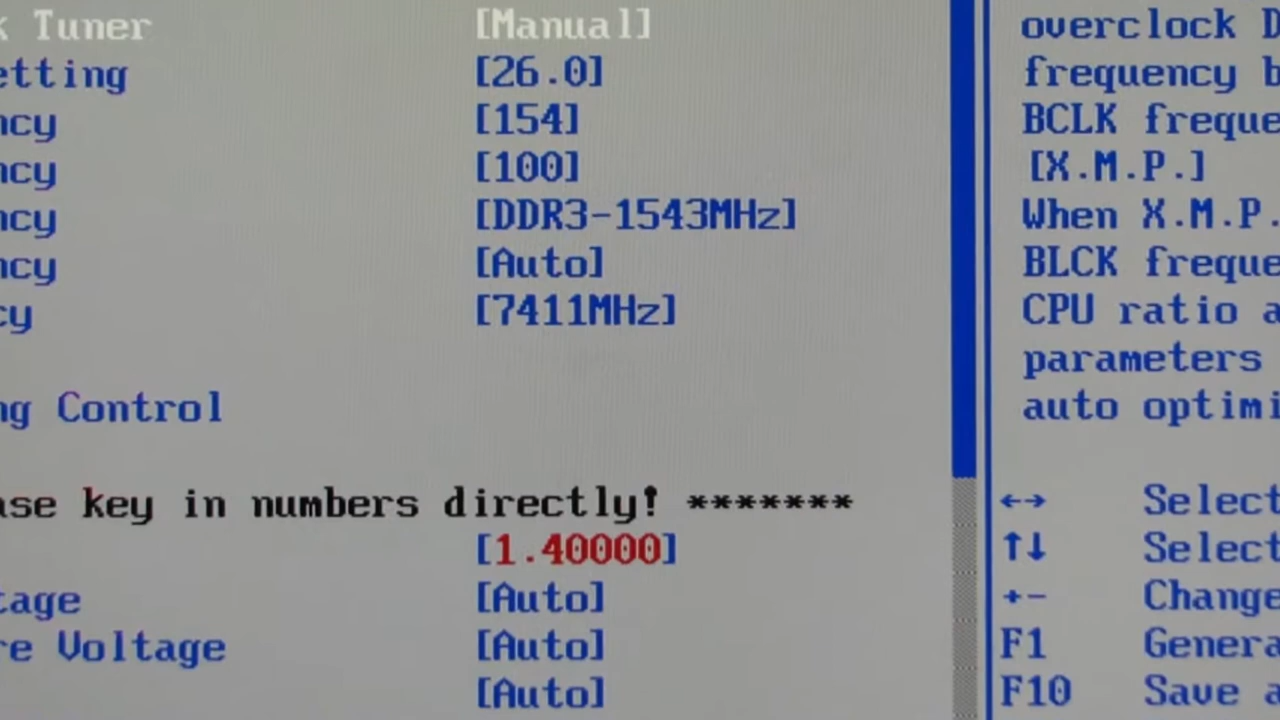 k Tuner [Manual]
etting [26.0]
ncy [154]
ncy [100]
ncy [DDR3-1543MHz]
ncy [Auto]
cy [7411MHz]
ng Control
ase key in numbers directly! *******
[1.40000]
tage [Auto]
re Voltage [Auto]
[Auto]
overclock D
frequency b
BCLK freque
[X.M.P.]
When X.M.P.
BLCK freque
CPU ratio a
parameters
auto optimi
←→ Select
↑↓ Select
+- Change
F1 Genera
F10 Save a